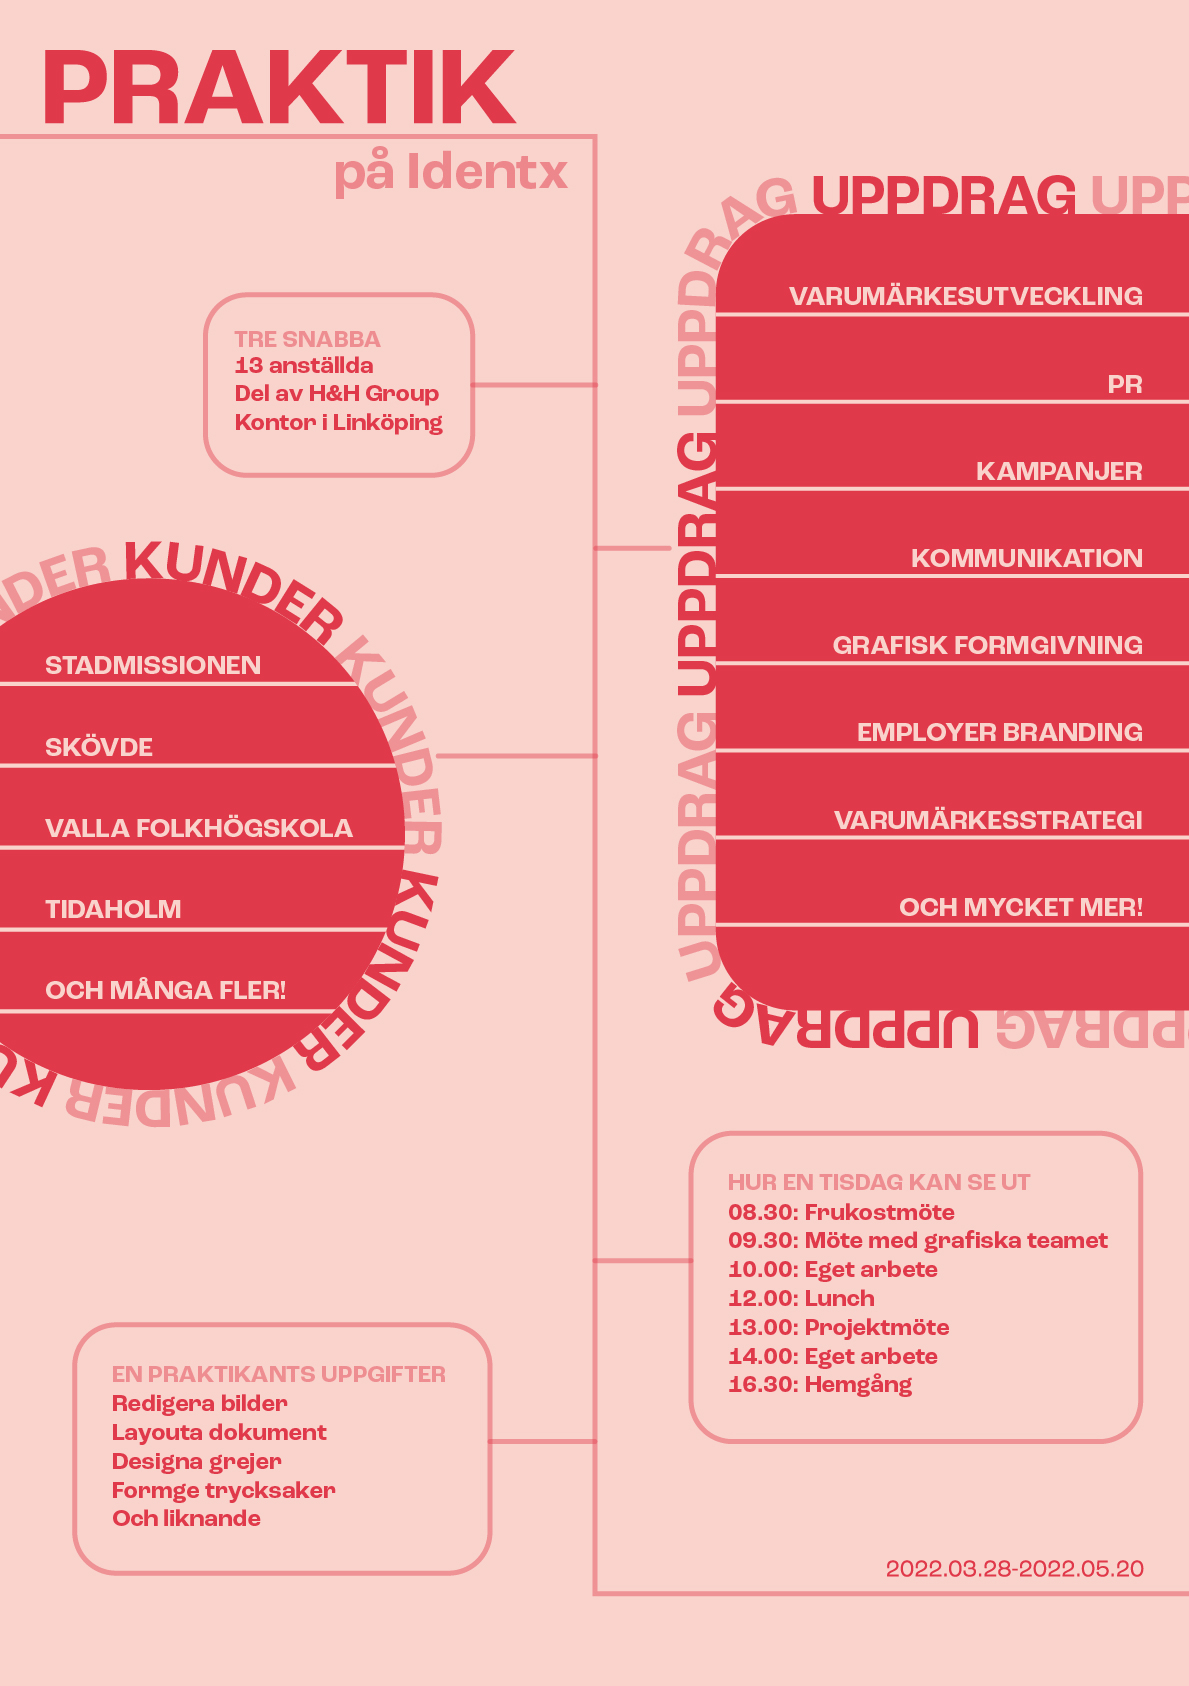 PRAKTIK
på Identx
TRE SNABBA
13 anställda
Del av H&H Group
Kontor i Linköping
UPPDRAG UPPDRAG UPPDRAG UPPDRAG UPP
UPPDRAG UPPDRAG
VARUMÄRKESUTVECKLING
PR
KAMPANJER
KOMMUNIKATION
GRAFISK FORMGIVNING
EMPLOYER BRANDING
VARUMÄRKESSTRATEGI
OCH MYCKET MER!
PPDRAG UPPDRAG
NDER KUNDER KUNDER KUNDER KUNDER KU
STADMISSIONEN
SKÖVDE
VALLA FOLKHÖGSKOLA
TIDAHOLM
OCH MÅNGA FLER!
HUR EN TISDAG KAN SE UT
08.30: Frukostmöte
09.30: Möte med grafiska teamet
10.00: Eget arbete
12.00: Lunch
13.00: Projektmöte
14.00: Eget arbete
16.30: Hemgång
EN PRAKTIKANTS UPPGIFTER
Redigera bilder
Layouta dokument
Designa grejer
Formge trycksaker
Och liknande
2022.03.28-2022.05.20